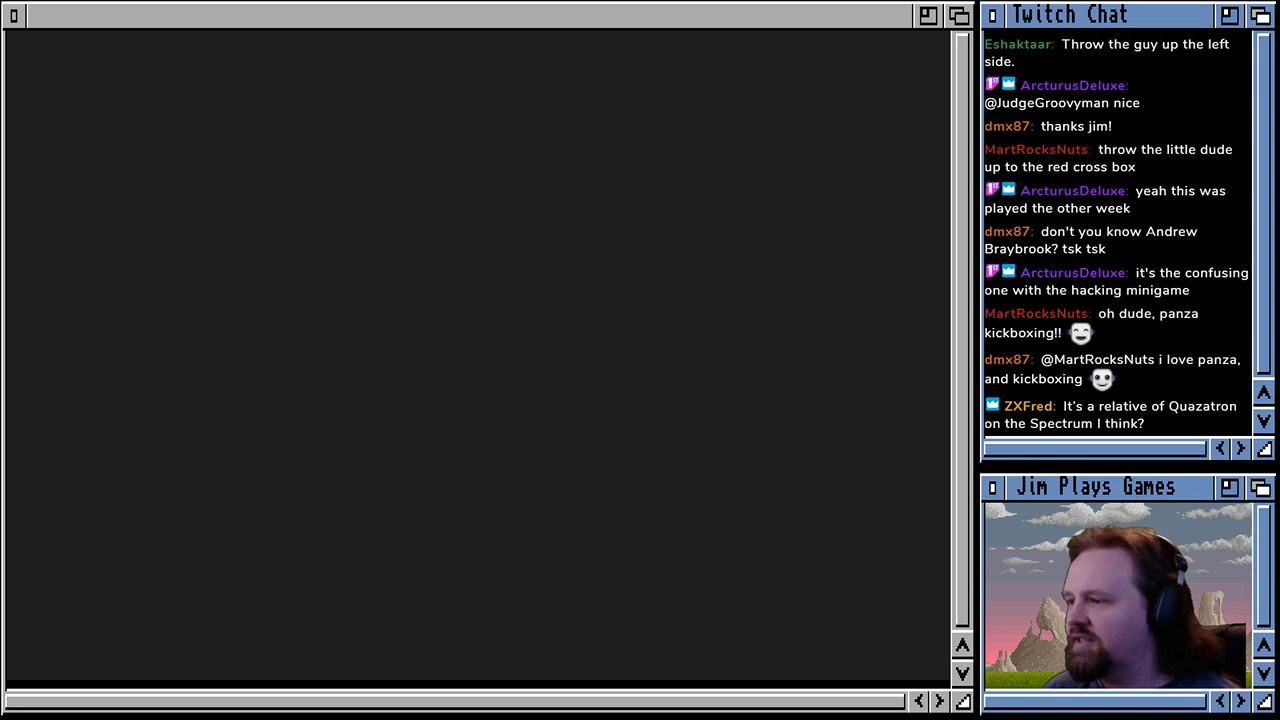 Twitch Chat
Eshaktaar: Throw the guy up the left
side.
ArcturusDeluxe:
@JudgeGroovyman nice
dmx87: thanks jim!
MartRocksNuts: throw the little dude
up to the red cross box
ArcturusDeluxe: yeah this was
played the other week
dmx87: don't you know Andrew
Braybrook? tsk tsk
ArcturusDeluxe: it's the confusing
one with the hacking minigame
MartRocksNuts: oh dude, panza
kickboxing!!
dmx87: @MartRocksNuts i love panza,
and kickboxing
ZXFred: It's a relative of Quazatron
on the Spectrum I think?
Jim Plays Games